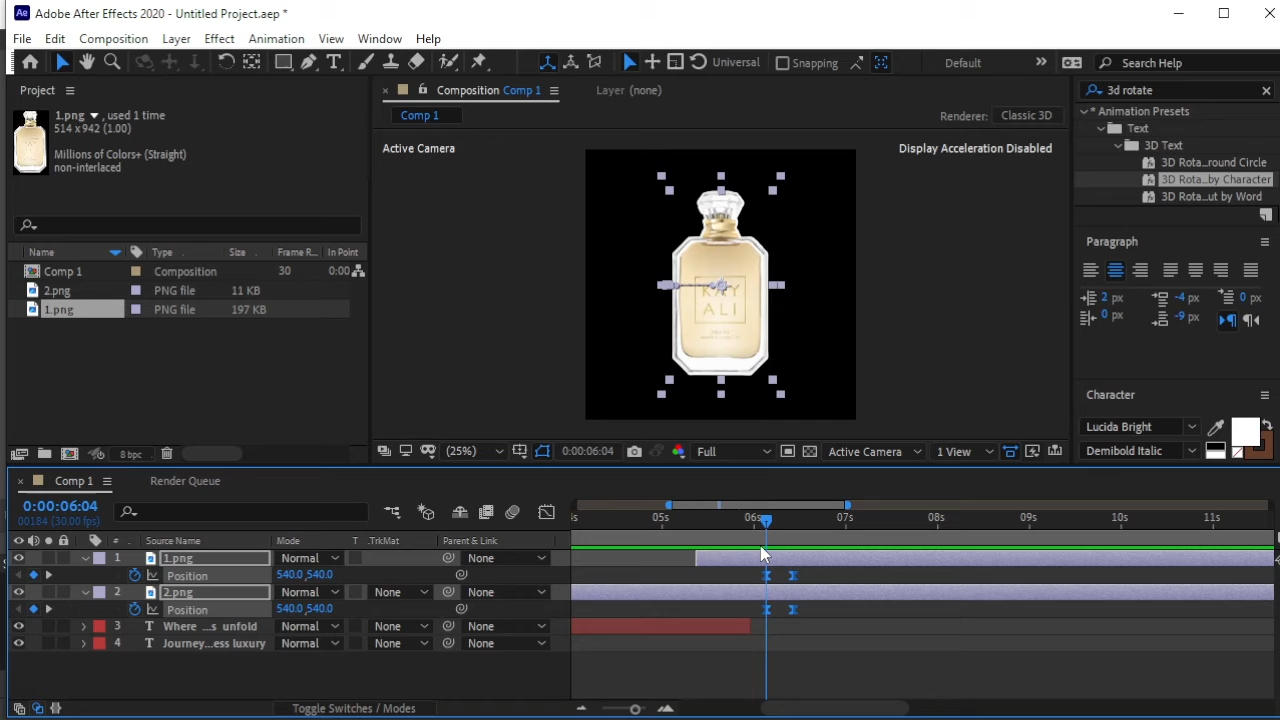 Adobe After Effects 2020 - Untitled Project.aep *
File Edit Composition Layer Effect Animation View Window Help
Universal Snapping Default Search Help
Project
1.png , used 1 time
514 x 942 (1.00)
Millions of Colors+ (Straight)
non-interlaced
Name Type Size Frame R... In Point
Comp 1 Composition 30 0:00
2.png PNG file 11 KB
1.png PNG file 197 KB
8 bpc
Composition Comp 1 Layer (none)
Comp 1 Renderer: Classic 3D
Active Camera Display Acceleration Disabled
KAY
ALI
(25%) 0:00:06:04 Full Active Camera 1 View
3d rotate
* Animation Presets
Text
3D Text
3D Rota...round Circle
3D Rota...by Character
3D Rota...ut by Word
Paragraph
2 px -4 px 0 px
0 px -9 px
Character
Lucida Bright
Demibold Italic
Comp 1 Render Queue
0:00:06:04
00184 (30.00 fps)
05s 06s 07s 08s 09s 10s 11s
# Source Name Mode T .TrkMat Parent & Link
1 1.png Normal None
Position 540.0,540.0
2 2.png Normal None None
Position 540.0,540.0
3 T Where ...s unfold Normal None None
4 T Journey...ess luxury Normal None None
Toggle Switches / Modes